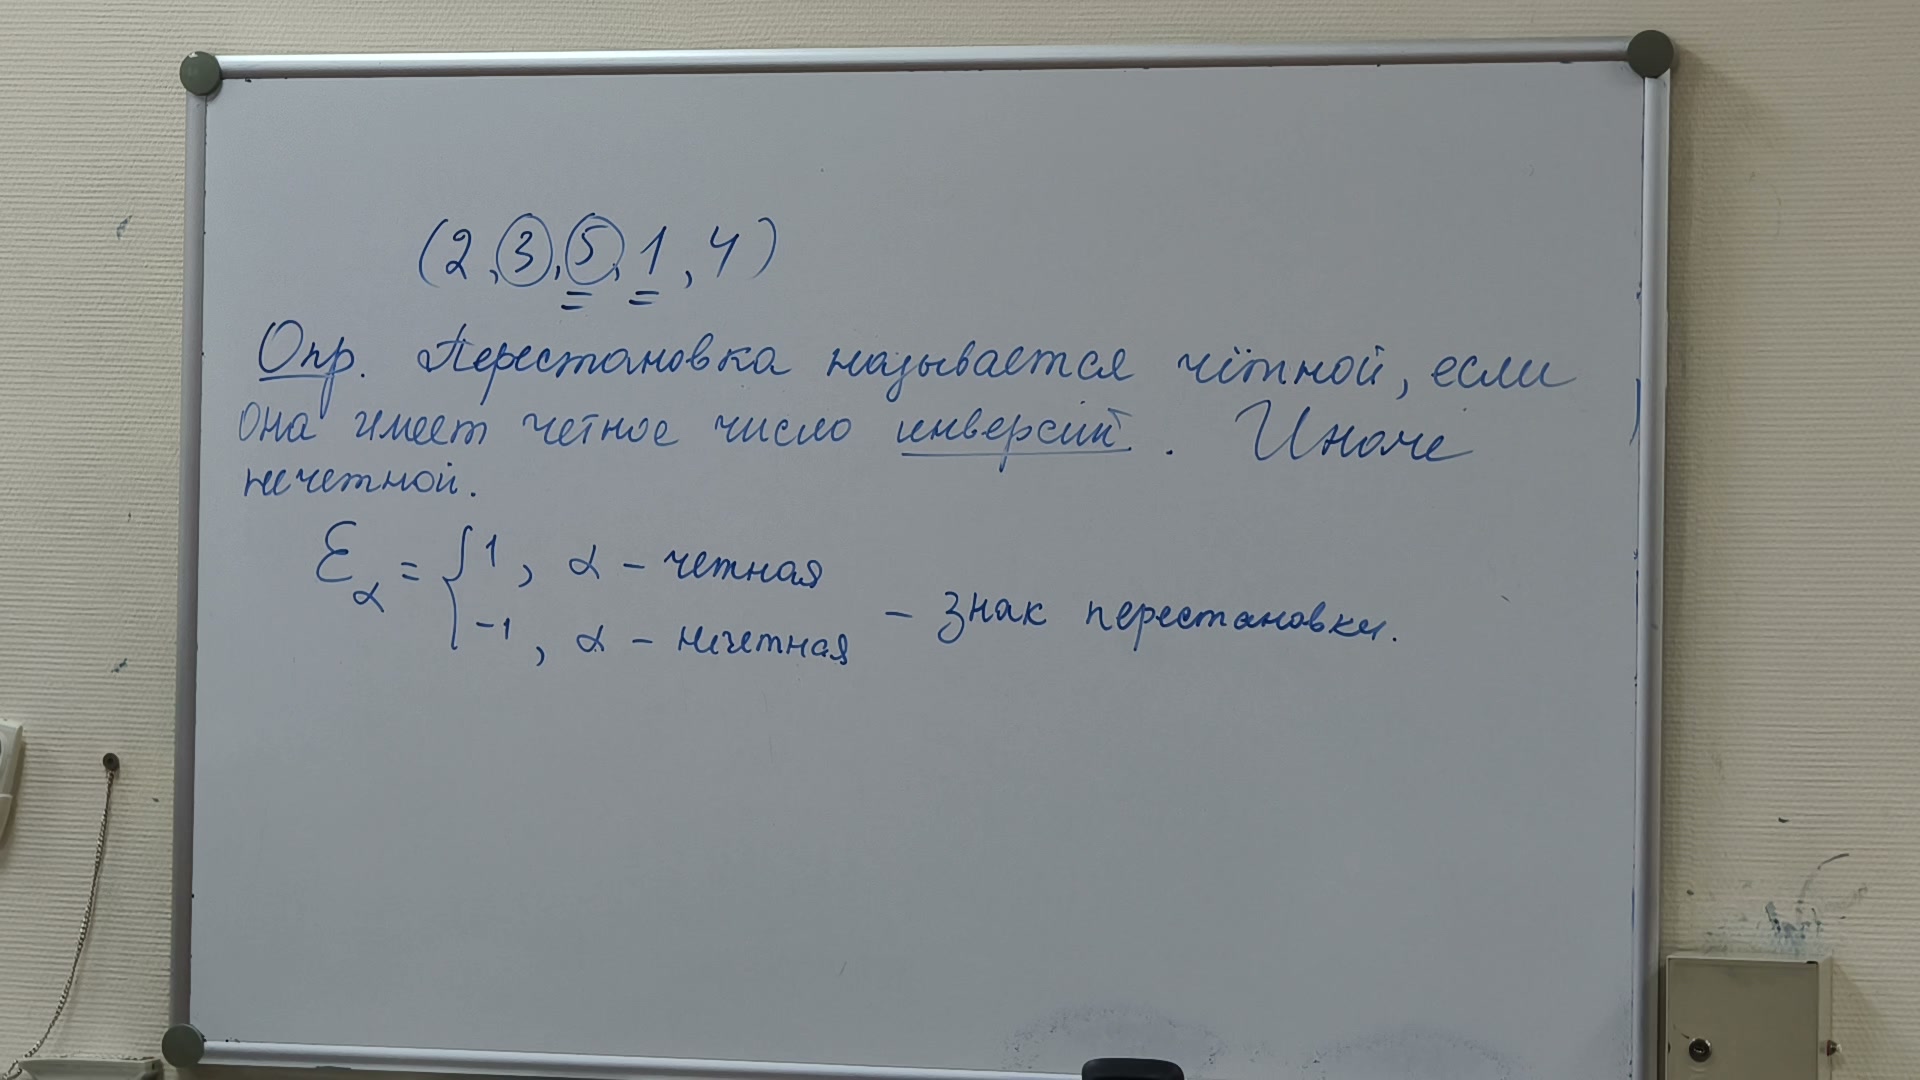 (2, 3, 5, 1, 4)
Опр. Перестановка называется чётной, если
она имеет четное число инверсий. Иначе
нечетной.
ε_α = { 1, α – четная
-1, α – нечетная – знак перестановки.